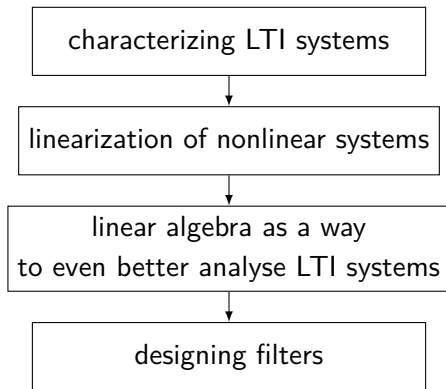 characterizing LTI systems
linearization of nonlinear systems
linear algebra as a way
to even better analyse LTI systems
designing filters